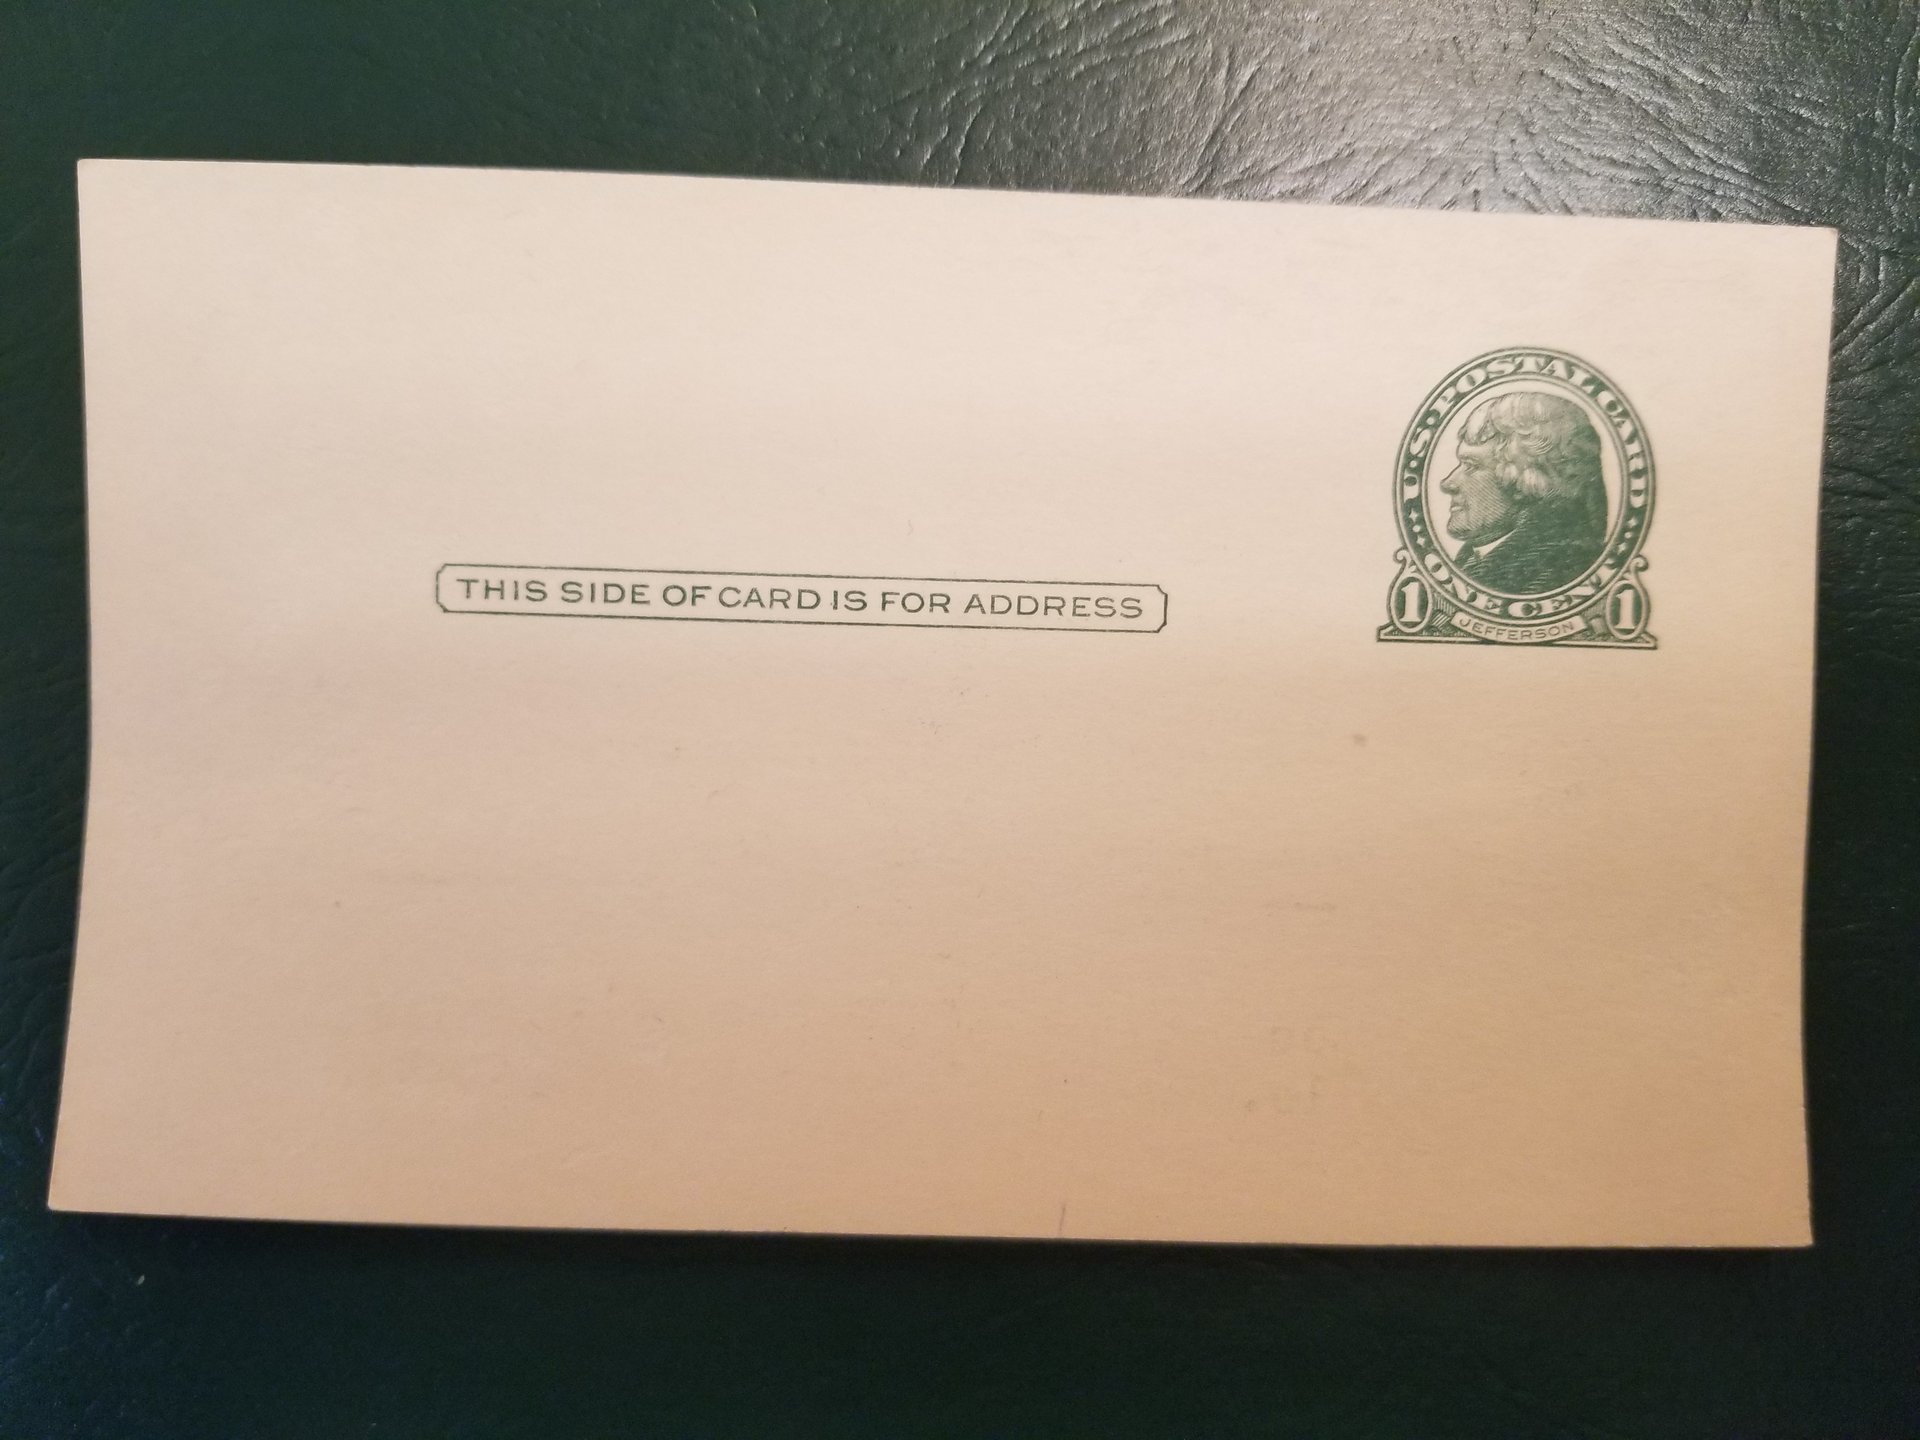 U·S·POSTAL CARD
THIS SIDE OF CARD IS FOR ADDRESS
ONE CENT
1 JEFFERSON 1